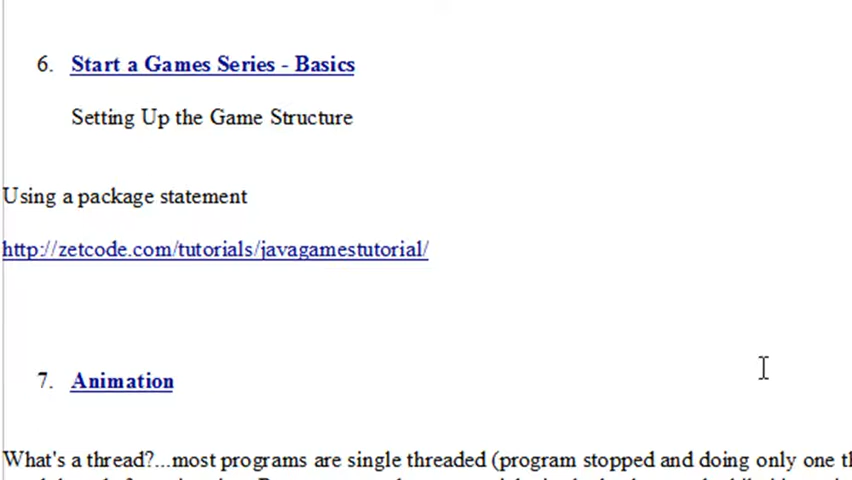 6. Start a Games Series - Basics
Setting Up the Game Structure
Using a package statement
http://zetcode.com/tutorials/javagamestutorial/
7. Animation
What's a thread?...most programs are single threaded (program stopped and doing only one